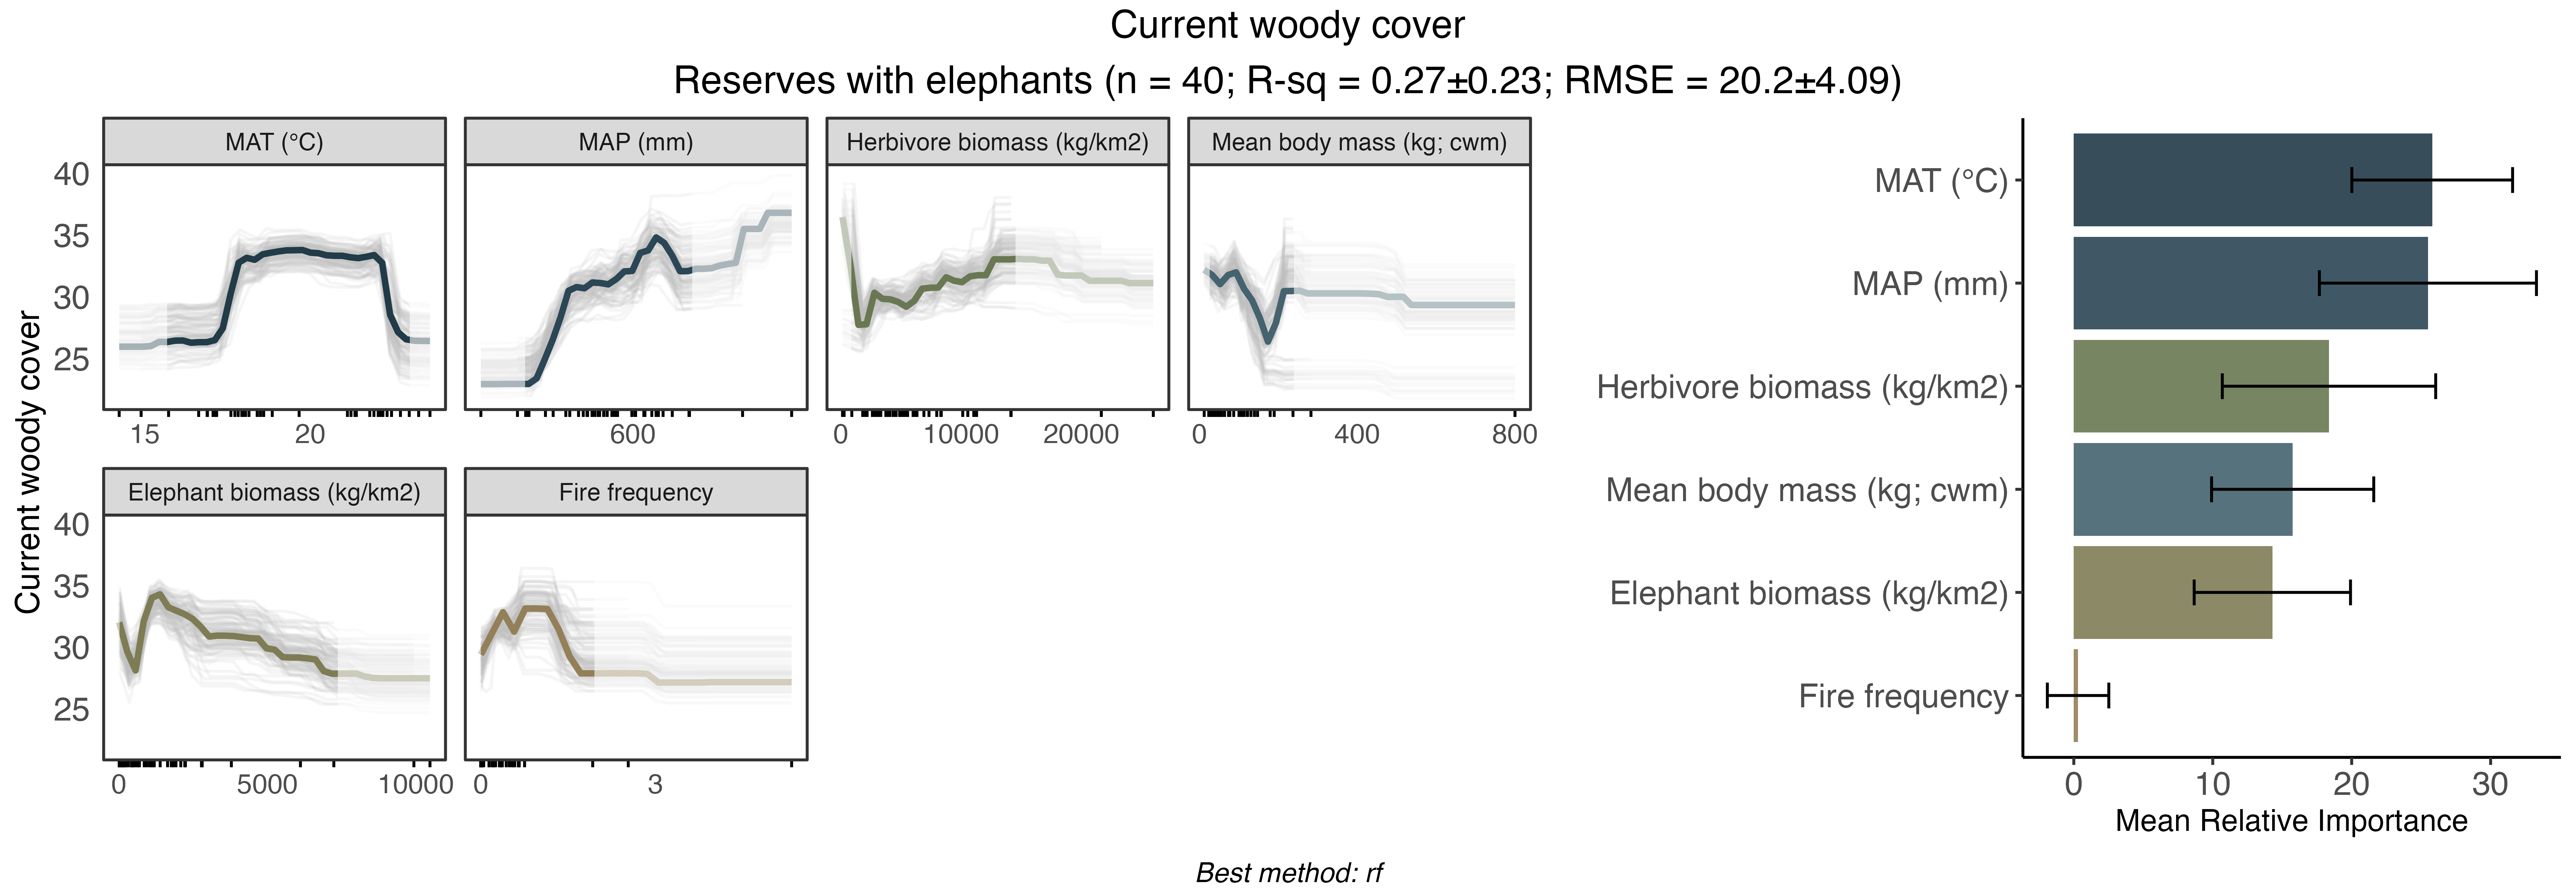 Current woody cover
Reserves with elephants (n = 40; R-sq = 0.27±0.23; RMSE = 20.2±4.09)
MAT (°C)
MAP (mm)
Herbivore biomass (kg/km2)
Mean body mass (kg; cwm)
40
35
30
25
15
20
600
0
10000
20000
0
400
800
Elephant biomass (kg/km2)
Fire frequency
40
35
30
25
0
5000
10000
0
3
Current woody cover
MAT (°C)
MAP (mm)
Herbivore biomass (kg/km2)
Mean body mass (kg; cwm)
Elephant biomass (kg/km2)
Fire frequency
0
10
20
30
Mean Relative Importance
Best method: rf